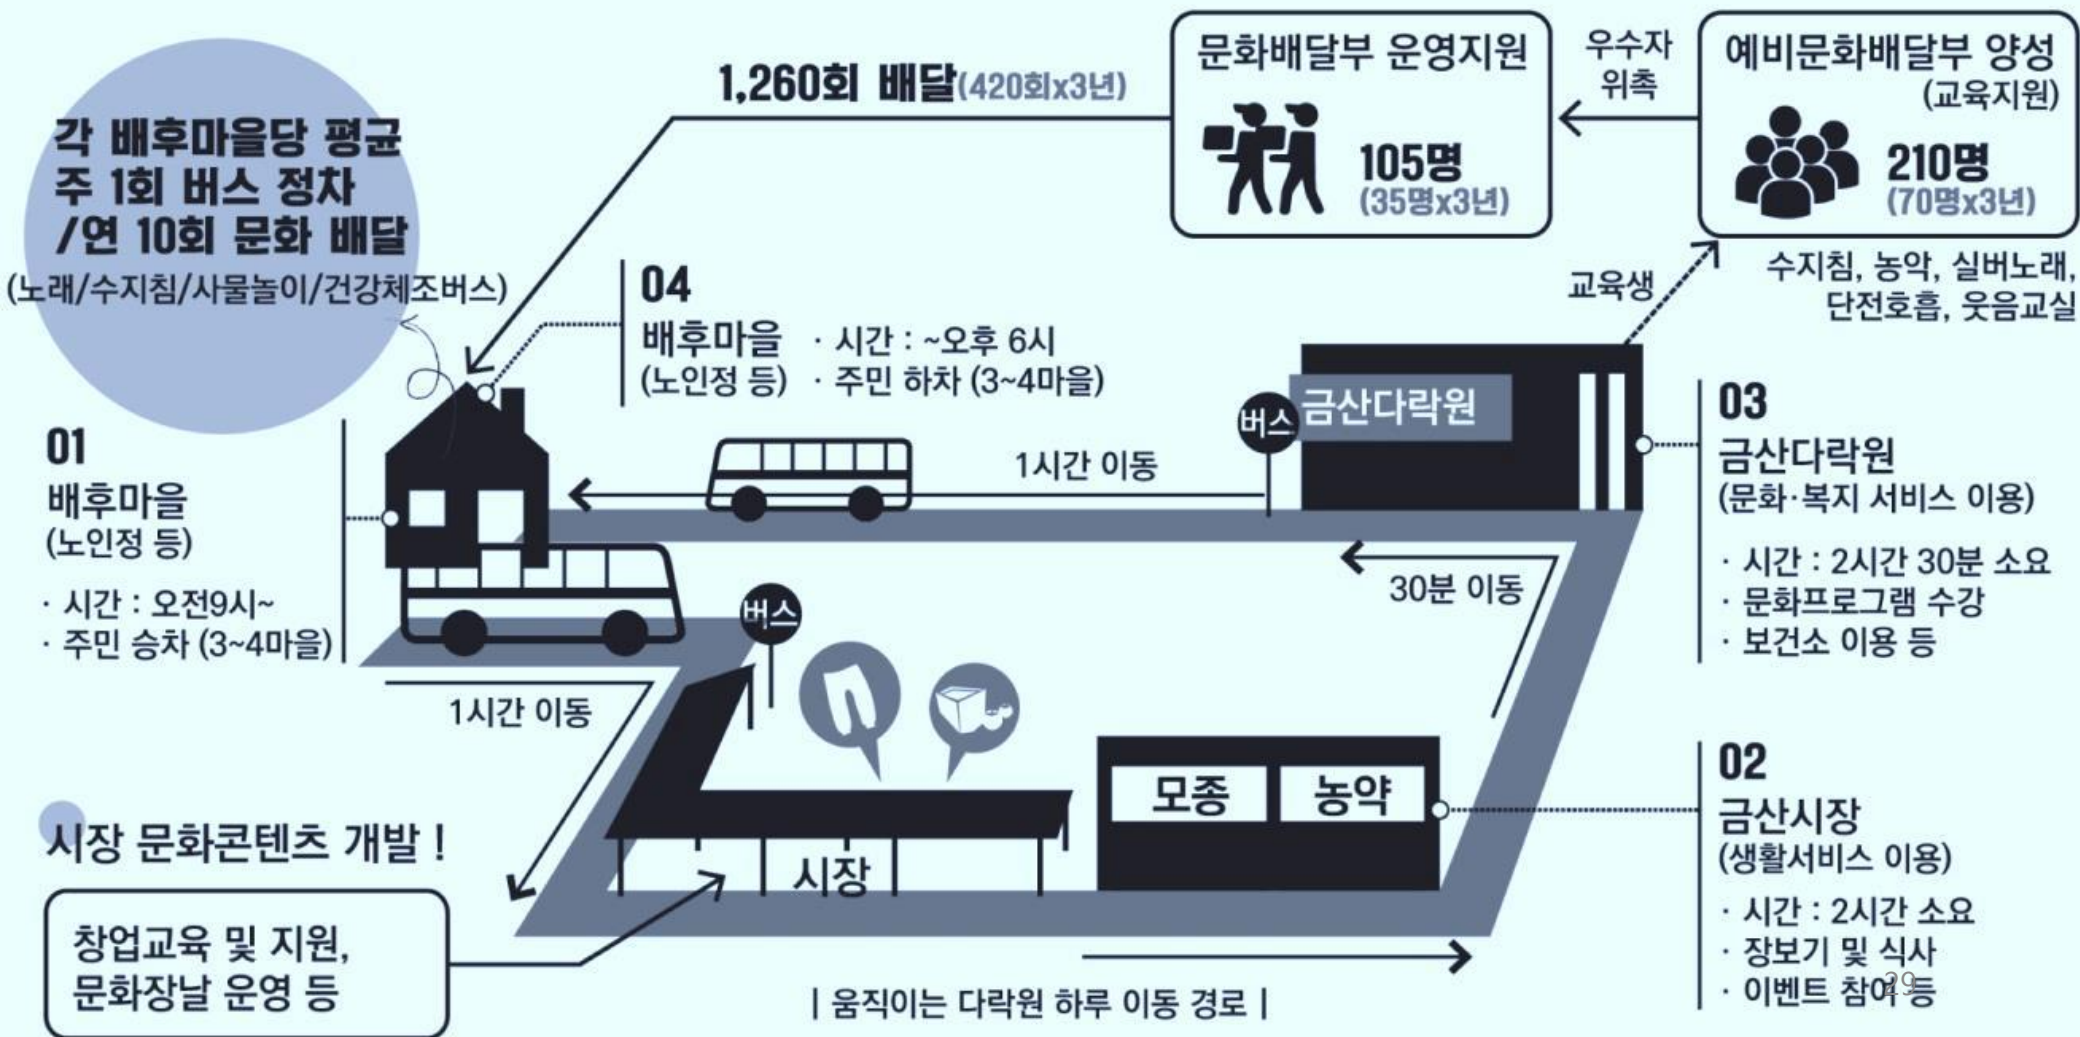 각 배후마을당 평균
주 1회 버스 정차
/연 10회 문화 배달
(노래/수지침/사물놀이/건강체조버스)
1,260회 배달(420회x3년)
문화배달부 운영지원
105명
(35명x3년)
우수자
위촉
예비문화배달부 양성
(교육지원)
210명
(70명x3년)
수지침, 농악, 실버노래,
단전호흡, 웃음교실
교육생
04
배후마을
(노인정 등)
· 시간 : ~오후 6시
· 주민 하차 (3~4마을)
버스
금산다락원
1시간 이동
01
배후마을
(노인정 등)
· 시간 : 오전9시~
· 주민 승차 (3~4마을)
03
금산다락원
(문화·복지 서비스 이용)
· 시간 : 2시간 30분 소요
· 문화프로그램 수강
· 보건소 이용 등
30분 이동
버스
1시간 이동
모종
농약
시장
02
금산시장
(생활서비스 이용)
· 시간 : 2시간 소요
· 장보기 및 식사
· 이벤트 참여 등
29
시장 문화콘텐츠 개발 !
창업교육 및 지원,
문화장날 운영 등
| 움직이는 다락원 하루 이동 경로 |